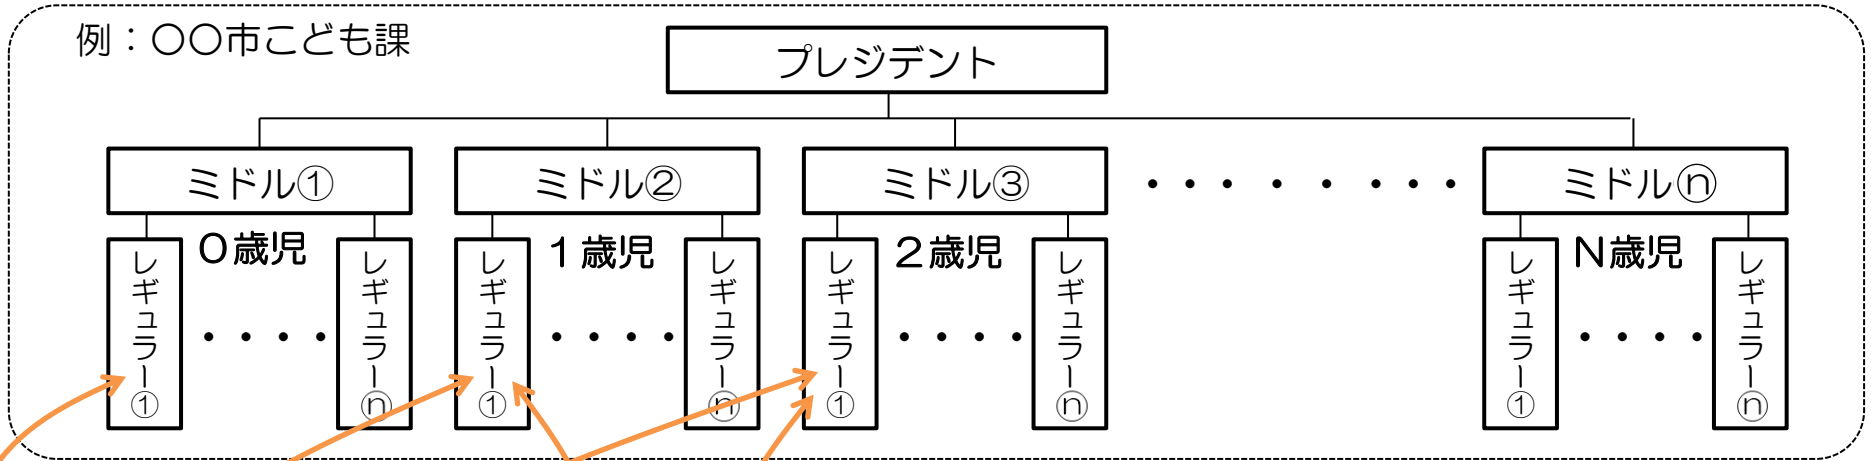 例：〇〇市こども課
プレジデント
ミドル①
ミドル②
ミドル③
・・・・・・・・
ミドルⓝ
0歳児
1歳児
2歳児
N歳児
レギュラー①
・・・・
レギュラーⓝ
レギュラー①
・・・・
レギュラーⓝ
レギュラー①
・・・・
レギュラーⓝ
レギュラー①
・・・・
レギュラーⓝ